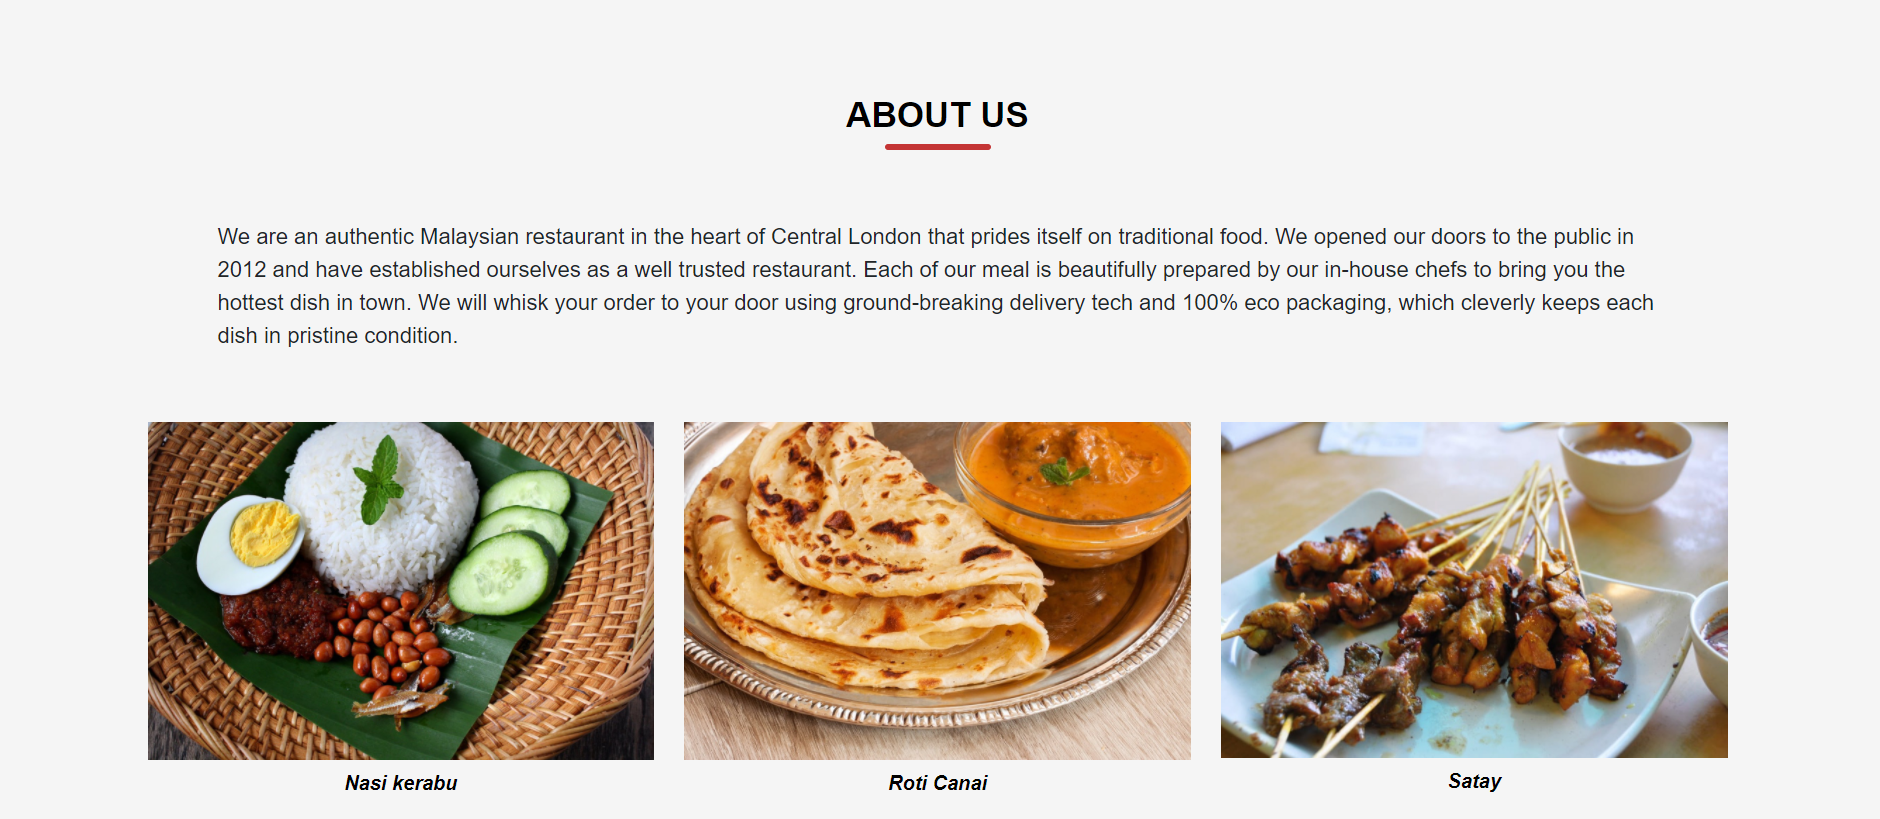 ABOUT US
We are an authentic Malaysian restaurant in the heart of Central London that prides itself on traditional food. We opened our doors to the public in
2012 and have established ourselves as a well trusted restaurant. Each of our meal is beautifully prepared by our in-house chefs to bring you the
hottest dish in town. We will whisk your order to your door using ground-breaking delivery tech and 100% eco packaging, which cleverly keeps each
dish in pristine condition.
Nasi kerabu
Roti Canai
Satay